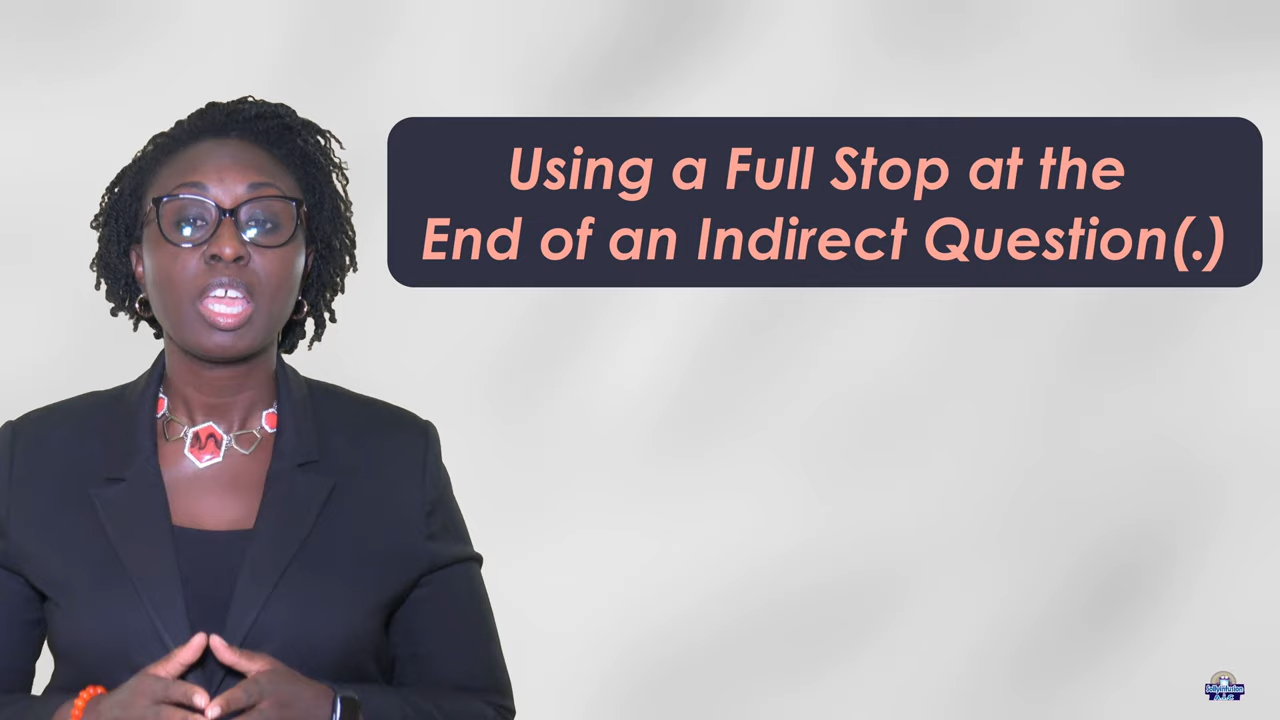 Using a Full Stop at the
End of an Indirect Question(.)